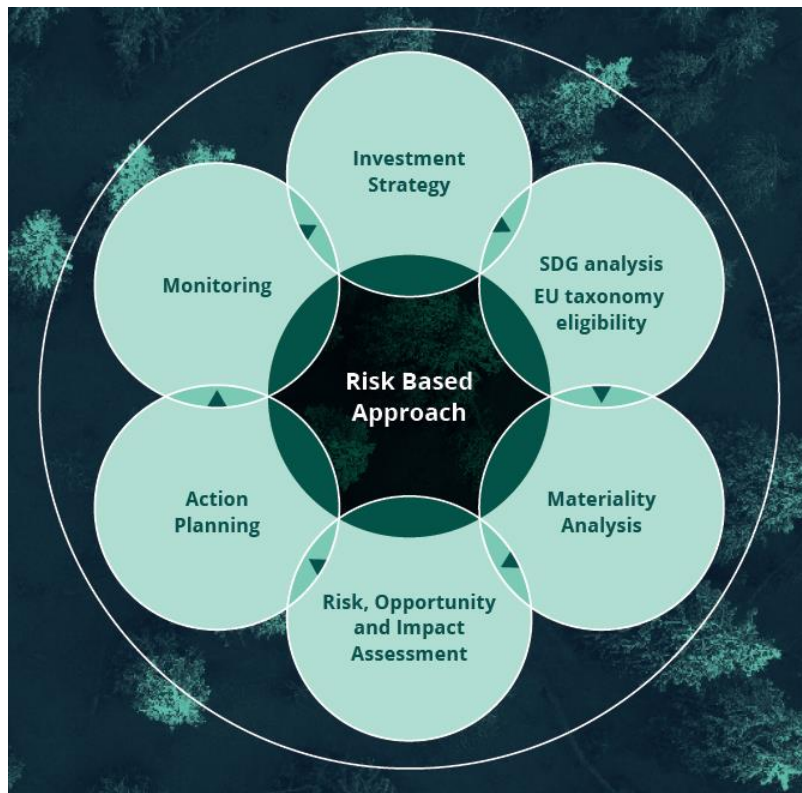 Investment
Strategy
SDG analysis
EU taxonomy
eligibility
Materiality
Analysis
Risk, Opportunity
and Impact
Assessment
Action
Planning
Monitoring
Risk Based
Approach